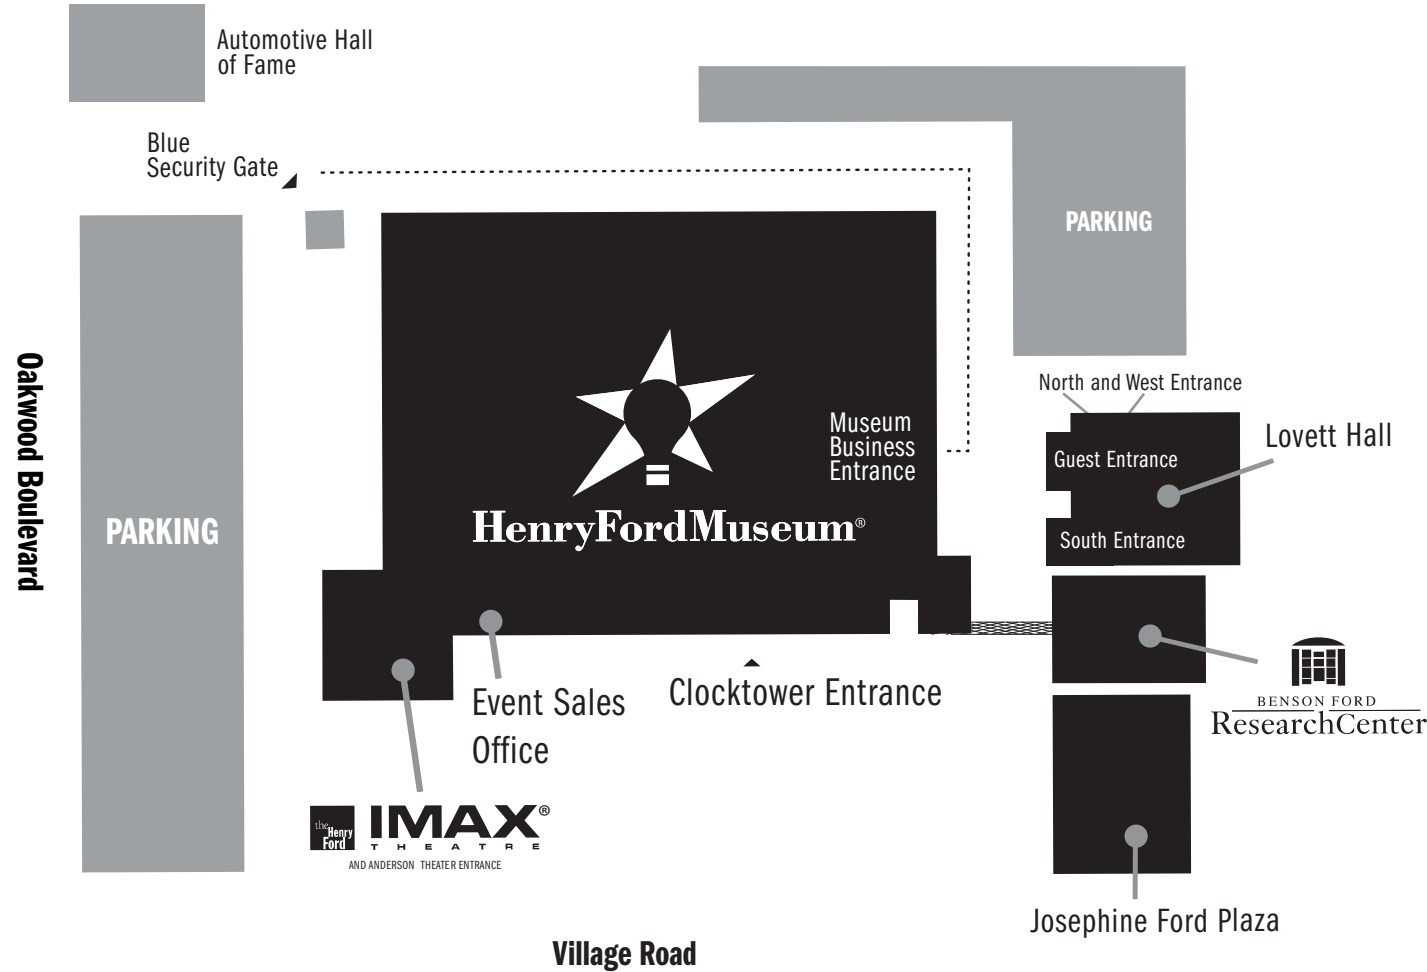 Automotive Hall
of Fame
Blue
Security Gate
PARKING
North and West Entrance
Lovett Hall
Museum
Business
Entrance
Guest Entrance
Oakwood Boulevard
PARKING
HenryFordMuseum®
South Entrance
Event Sales
Office
Clocktower Entrance
BENSON FORD
ResearchCenter
the
Henry
Ford
IMAX®
THEATRE
AND ANDERSON THEATER ENTRANCE
Josephine Ford Plaza
Village Road